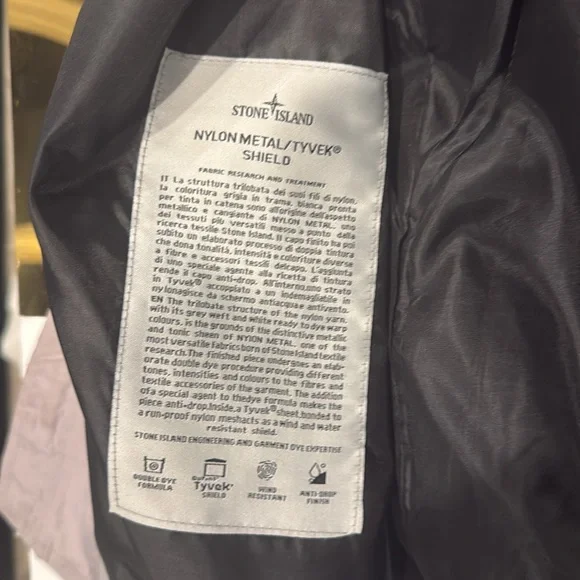 STONE ISLAND
NYLON METAL/TYVEK®
SHIELD
FABRIC RESEARCH AND TREATMENT
IT La struttura trilobata dei suoi fili di nylon,
la coloritura grigia in trama, bianca pronta
per tinta in catena sono all'origine dell'aspetto
metallico e cangiante di NYLON METAL, uno
dei tessuti più versatili messo a punto dalla
ricerca tessile Stone Island. Il capo finito ha poi
subito un elaborato processo di doppia tintura
che dona tonalità, intensità e coloriture diverse
a fibre e accessori tessili del capo. L'aggiunta
di uno speciale agente alla ricetta di tintura
rende il capo anti-drop. All'interno, uno strato
in Tyvek® accoppiato a un indemagliabile in
nylon agisce da schermo antiacqua e antivento.
EN The trilobate structure of the nylon yarn,
with its grey weft and white ready to dye warp
colours, is the grounds of the distinctive metallic
and tonic sheen of NYLON METAL, one of the
most versatile fabrics born of Stone Island textile
research. The finished piece undergoes an elab-
orate double dye procedure providing different
tones, intensities and colours to the fibres and
textile accessories of the garment. The addition
of a special agent to the dye formula makes the
piece anti-drop. Inside, a Tyvek® sheet bonded to
a run-proof nylon mesh acts as a wind and water
resistant shield.
STONE ISLAND ENGINEERING AND GARMENT DYE EXPERTISE
DOUBLE DYE
FORMULA
Tyvek®
SHIELD
WIND
RESISTANT
ANTI-DROP
FINISH